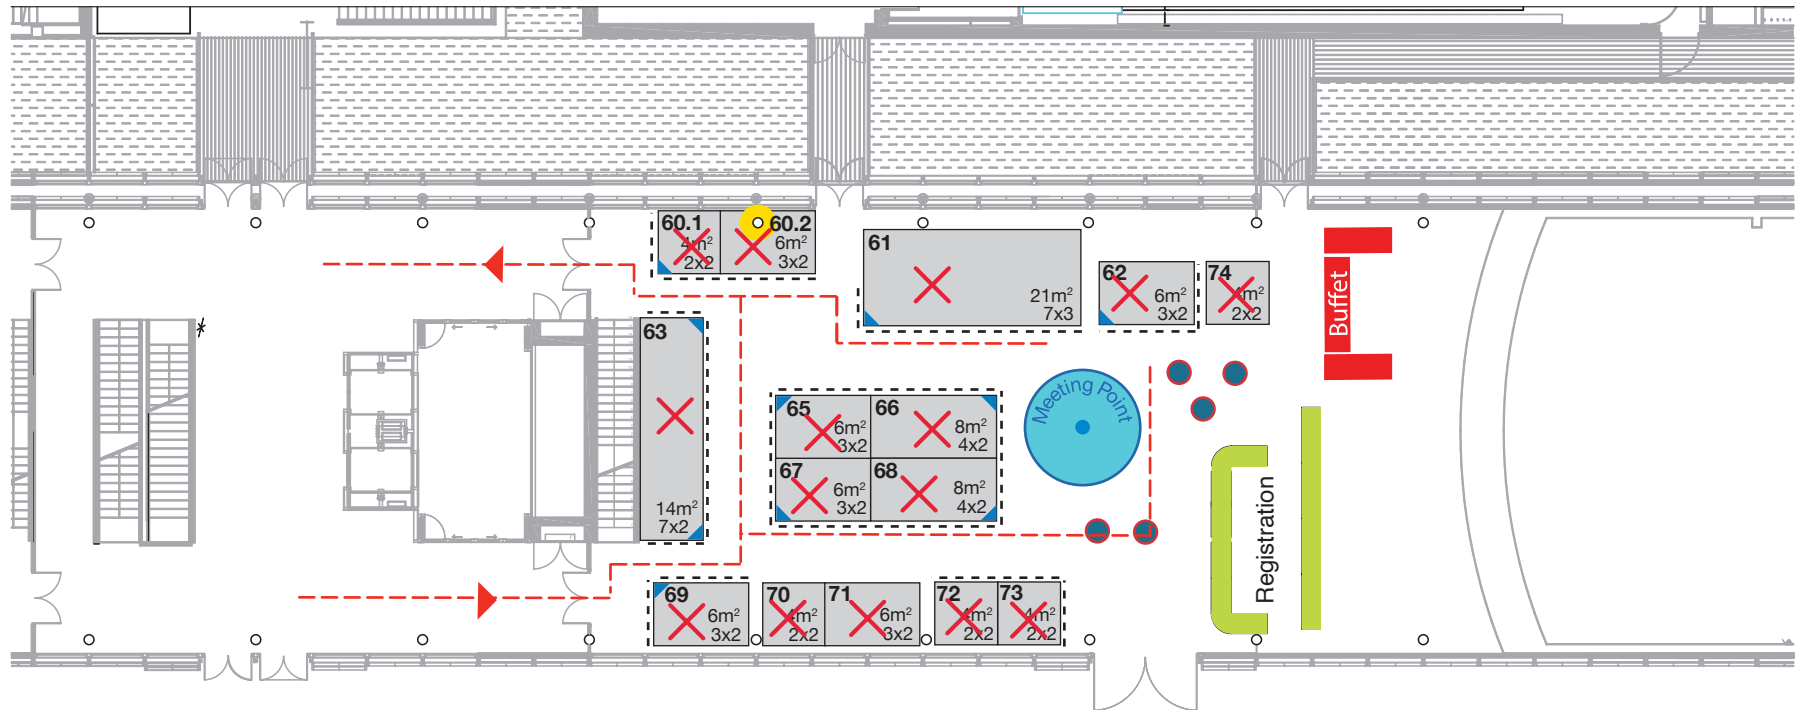 60.1
4m²
2x2
60.2
6m²
3x2
61
21m²
7x3
62
6m²
3x2
74
4m²
2x2
Buffet
63
14m²
7x2
65
6m²
3x2
66
8m²
4x2
67
6m²
3x2
68
8m²
4x2
Meeting Point
Registration
69
6m²
3x2
70
4m²
2x2
71
6m²
3x2
72
4m²
2x2
73
4m²
2x2